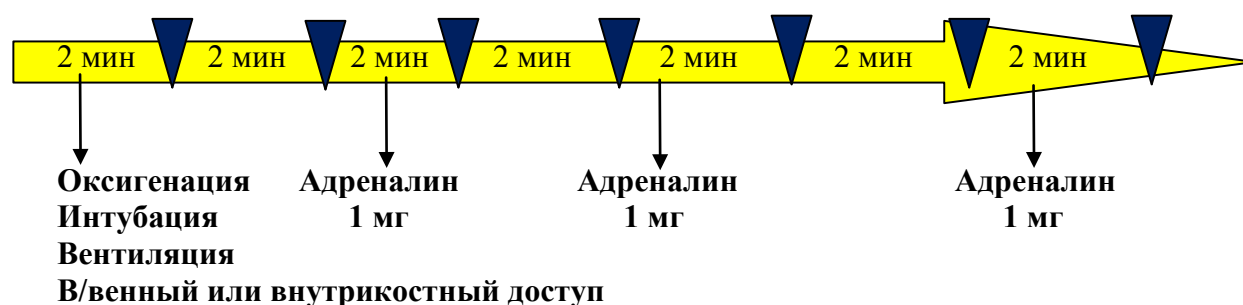 2 мин 2 мин 2 мин 2 мин 2 мин 2 мин 2 мин
Оксигенация Адреналин Адреналин Адреналин
Интубация 1 мг 1 мг 1 мг
Вентиляция
В/венный или внутрикостный доступ